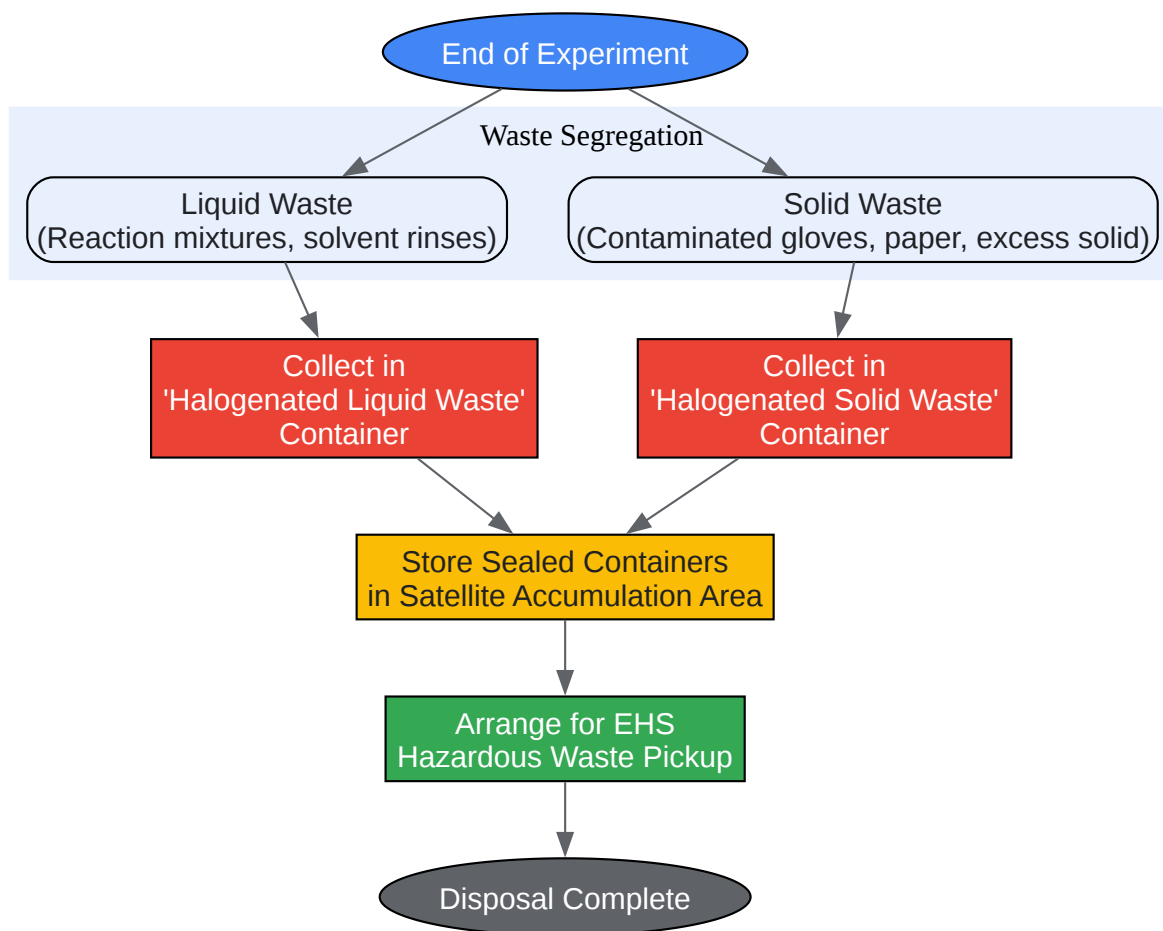 End of Experiment
Waste Segregation
Liquid Waste
(Reaction mixtures, solvent rinses)
Solid Waste
(Contaminated gloves, paper, excess solid)
Collect in
'Halogenated Liquid Waste'
Container
Collect in
'Halogenated Solid Waste'
Container
Store Sealed Containers
in Satellite Accumulation Area
Arrange for EHS
Hazardous Waste Pickup
Disposal Complete